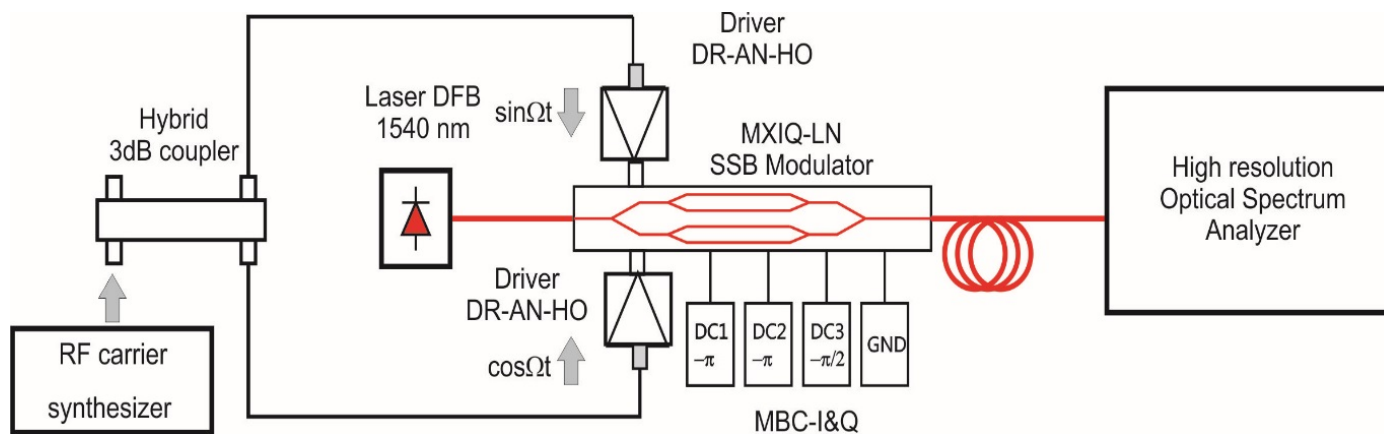 Driver
DR-AN-HO
Laser DFB
1540 nm
sinΩt
Hybrid
3dB coupler
MXIQ-LN
SSB Modulator
High resolution
Optical Spectrum
Analyzer
Driver
DR-AN-HO
cosΩt
RF carrier
synthesizer
DC1
−π
DC2
−π
DC3
−π/2
GND
MBC-I&Q